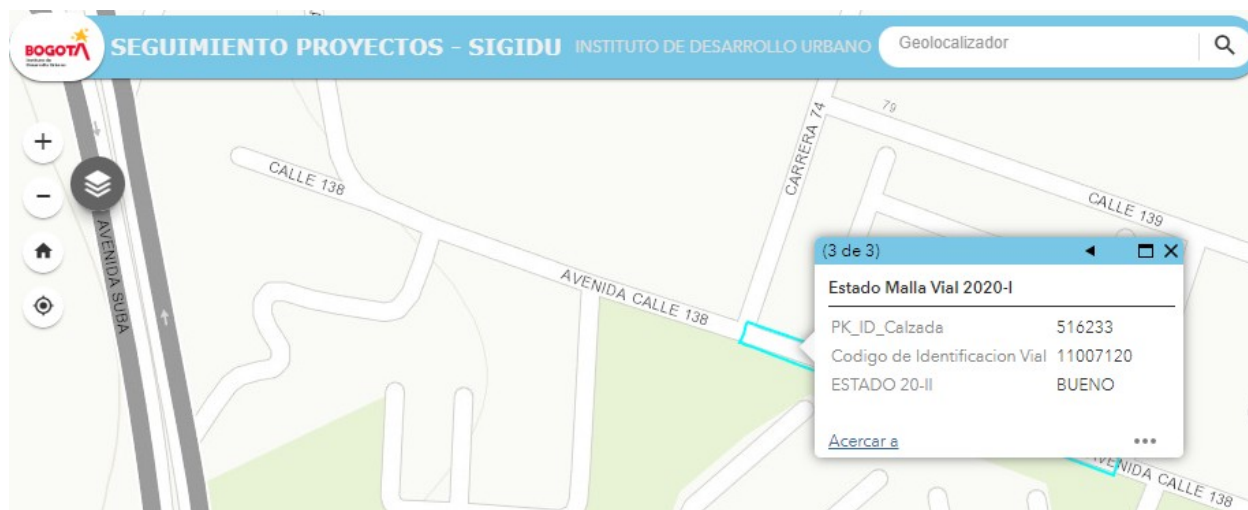 BOGOTÁ
SEGUIMIENTO PROYECTOS - SIGIDU INSTITUTO DE DESARROLLO URBANO
Geolocalizador
CALLE 138
CARRERA 74
79
CALLE 139
AVENIDA SUBA
AVENIDA CALLE 138
(3 de 3)
Estado Malla Vial 2020-I
PK_ID_Calzada 516233
Codigo de Identificacion Vial 11007120
ESTADO 20-II BUENO
Acercar a
AVENIDA CALLE 138